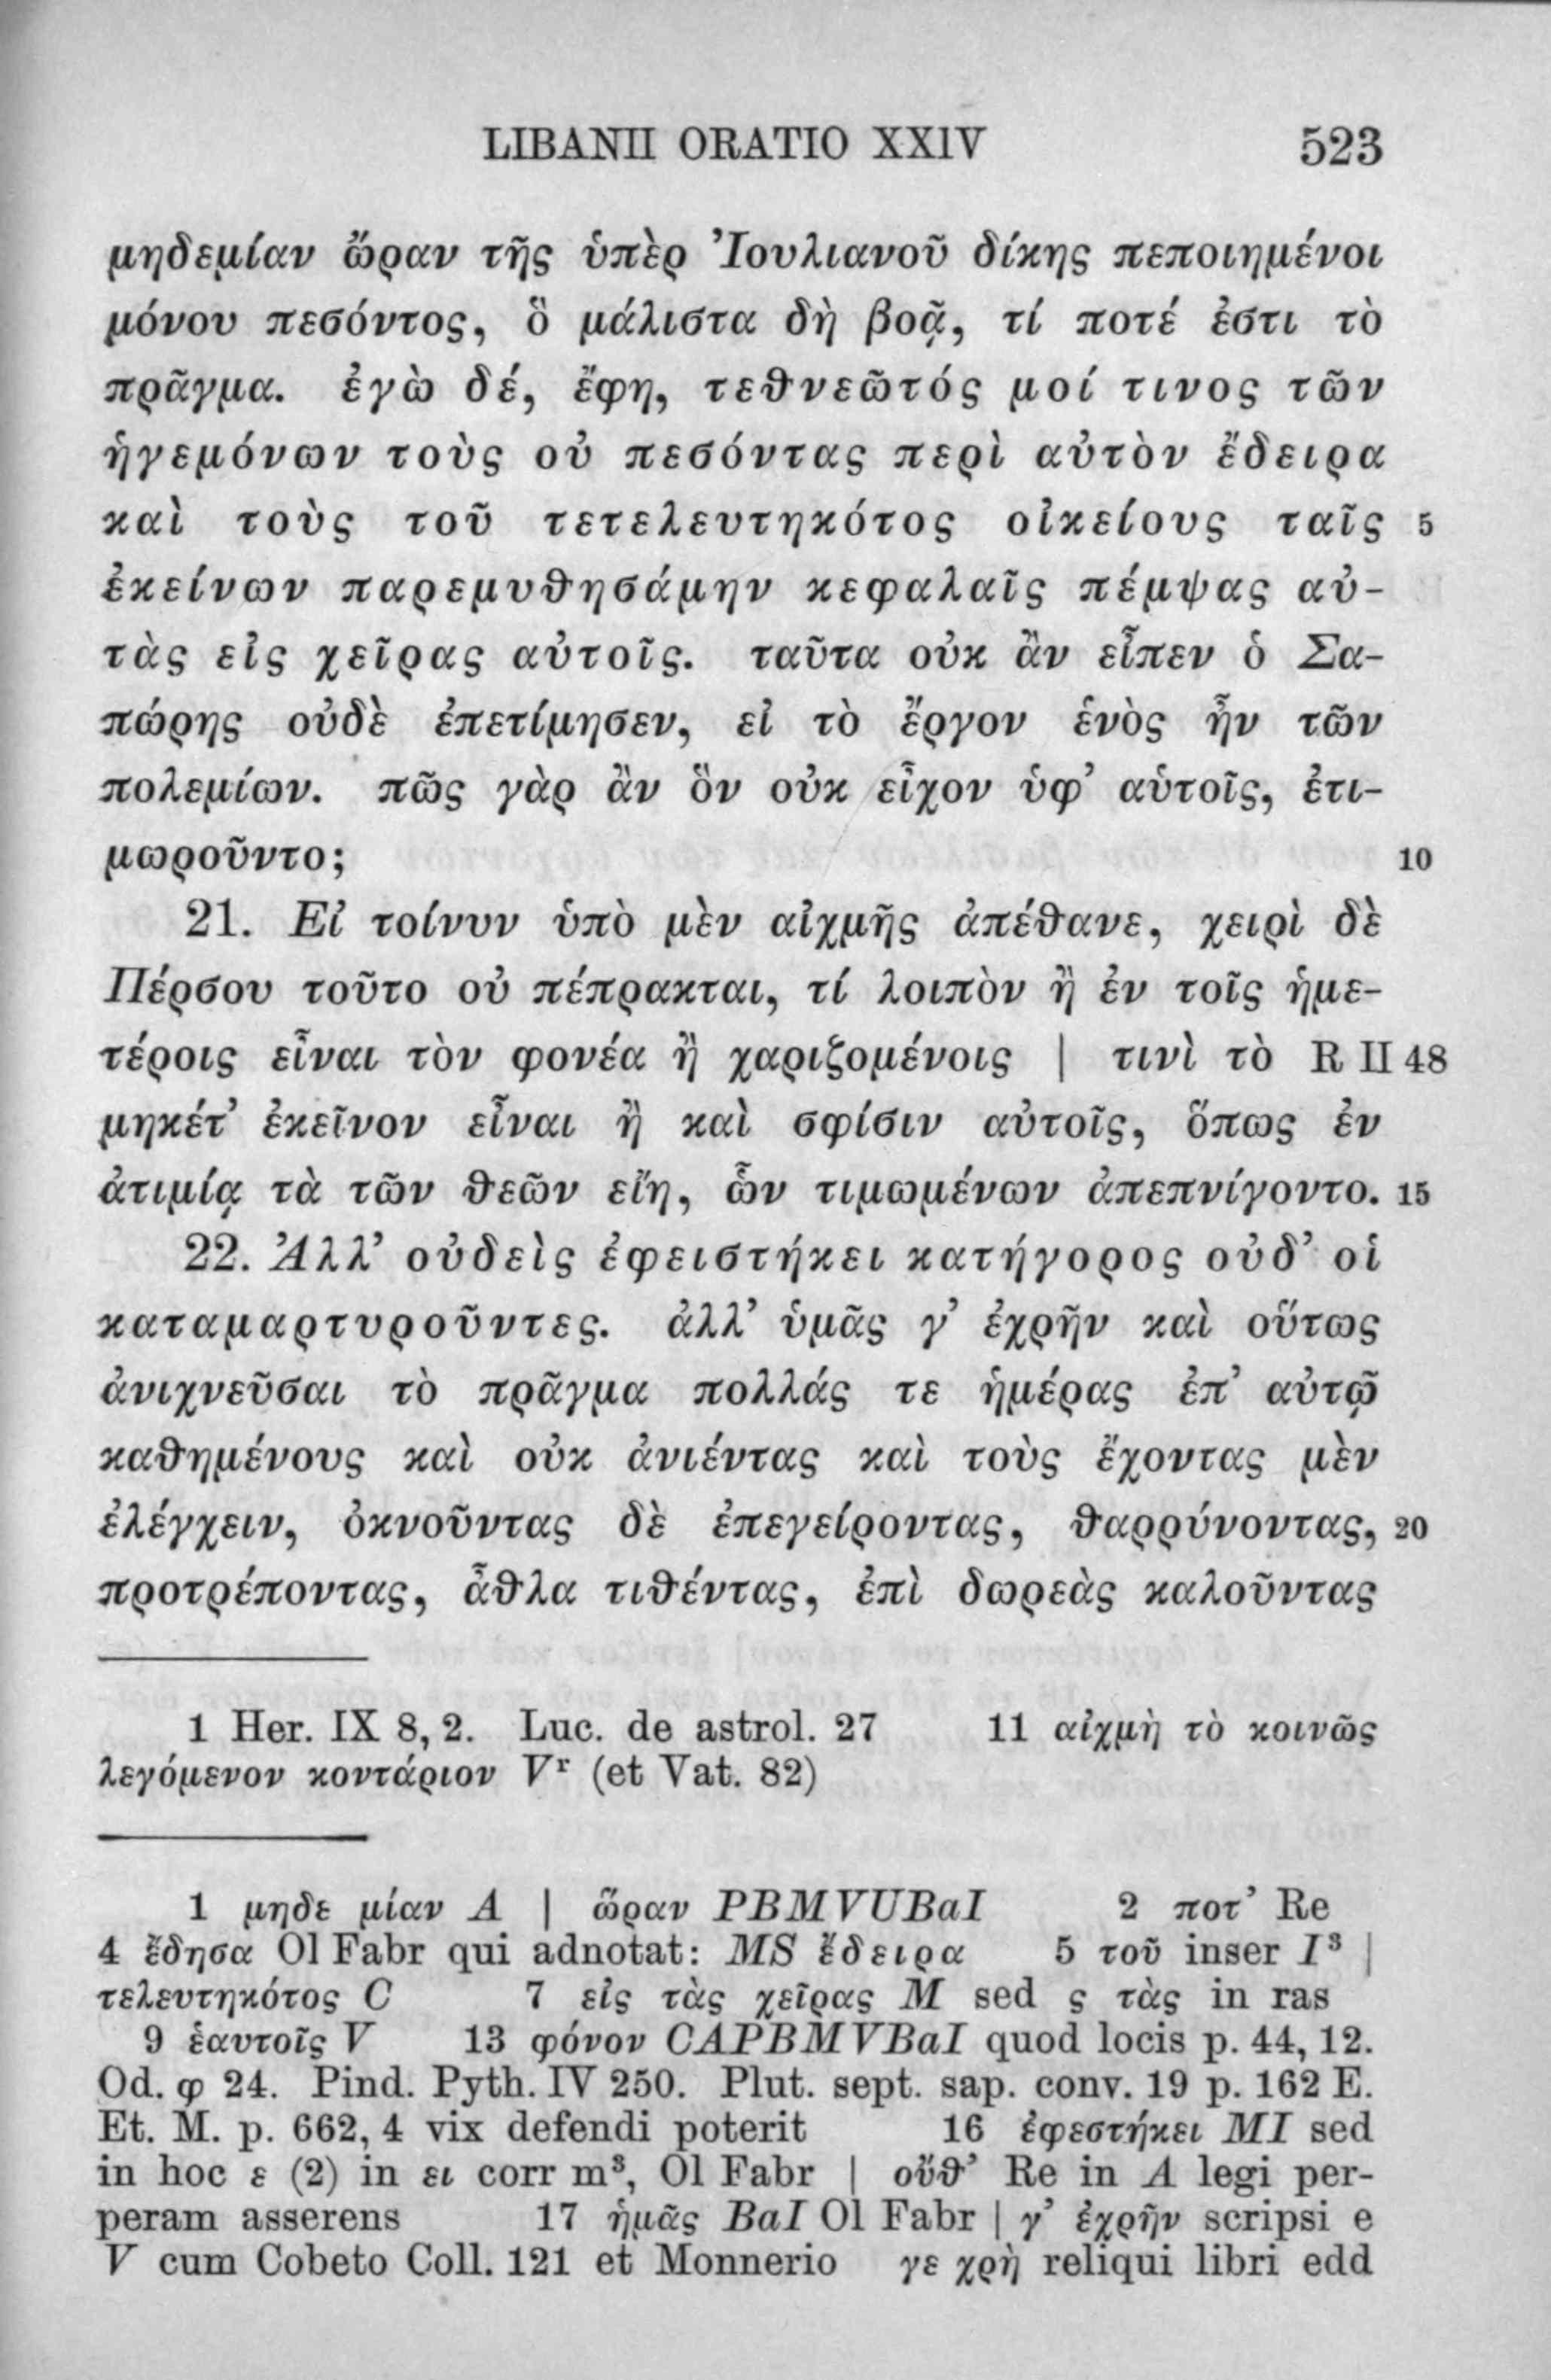 LIBANII ORATIO XXIV 523
μηδεμίαν ὤραν τῆς ὑπὲρ Ἰουλιανοῦ δίκης πεποιημένοι
μόνου πεσόντος, ὃ μάλιστα δὴ βοᾷ, τί ποτέ ἐστι τὸ
πρᾶγμα. ἐγὼ δέ, ἔφη, τεθνεῶτός μοί τινος τῶν
ἡγεμόνων τοὺς οὐ πεσόντας περὶ αὐτὸν ἔδειρα
καὶ τοὺς τοῦ τετελευτηκότος οἰκείους ταῖς 5
ἐκείνων παρεμυθησάμην κεφαλαῖς πέμψας αὐ-
τὰς εἰς χεῖρας αὐτοῖς. ταῦτα οὐκ ἂν εἶπεν ὁ Σα-
πώρης οὐδὲ ἐπετίμησεν, εἰ τὸ ἔργον ἑνὸς ἦν τῶν
πολεμίων. πῶς γὰρ ἂν ὃν οὐκ εἶχον ὑφ’ αὑτοῖς, ἐτι-
μωροῦντο; 10
21. Εἰ τοίνυν ὑπὸ μὲν αἰχμῆς ἀπέθανε, χειρὶ δὲ
Πέρσου τοῦτο οὐ πέπρακται, τί λοιπὸν ἢ ἐν τοῖς ἡμε-
τέροις εἶναι τὸν φονέα ἢ χαριζομένοις | τινὶ τὸ R II 48
μηκέτ’ ἐκεῖνον εἶναι ἢ καὶ σφίσιν αὐτοῖς, ὅπως ἐν
ἀτιμίᾳ τὰ τῶν θεῶν εἴη, ὧν τιμωμένων ἀπεπνίγοντο. 15
22. Ἀλλ’ οὐδεὶς ἐφειστήκει κατήγορος οὐδ’ οἱ
καταμαρτυροῦντες. ἀλλ’ ὑμᾶς γ’ ἐχρῆν καὶ οὕτως
ἀνιχνεῦσαι τὸ πρᾶγμα πολλάς τε ἡμέρας ἐπ’ αὐτῷ
καθημένους καὶ οὐκ ἀνιέντας καὶ τοὺς ἔχοντας μὲν
ἐλέγχειν, ὀκνοῦντας δὲ ἐπεγείροντας, θαρρύνοντας, 20
προτρέποντας, ἆθλα τιθέντας, ἐπὶ δωρεὰς καλοῦντας
1 Her. IX 8, 2. Luc. de astrol. 27 11 αἰχμὴ τὸ κοινῶς
λεγόμενον κοντάριον Vʳ (et Vat. 82)
1 μηδε μίαν A | ὥραν PBMVUBaI 2 ποτ’ Re
4 ἔδησα Ol Fabr qui adnotat: MS ἔδειρα 5 τοῦ inser I³ |
τελευτηκότος C 7 εἰς τὰς χεῖρας M sed ς τὰς in ras
9 ἑαυτοῖς V 13 φόνον CAPBMVBaI quod locis p. 44, 12.
Od. φ 24. Pind. Pyth. IV 250. Plut. sept. sap. conv. 19 p. 162 E.
Et. M. p. 662, 4 vix defendi poterit 16 ἐφεστήκει MI sed
in hoc ε (2) in ει corr m³, Ol Fabr | οὔθ’ Re in A legi per-
peram asserens 17 ἡμᾶς BaI Ol Fabr | γ’ ἐχρῆν scripsi e
V cum Cobeto Coll. 121 et Monnerio γε χρὴ reliqui libri edd